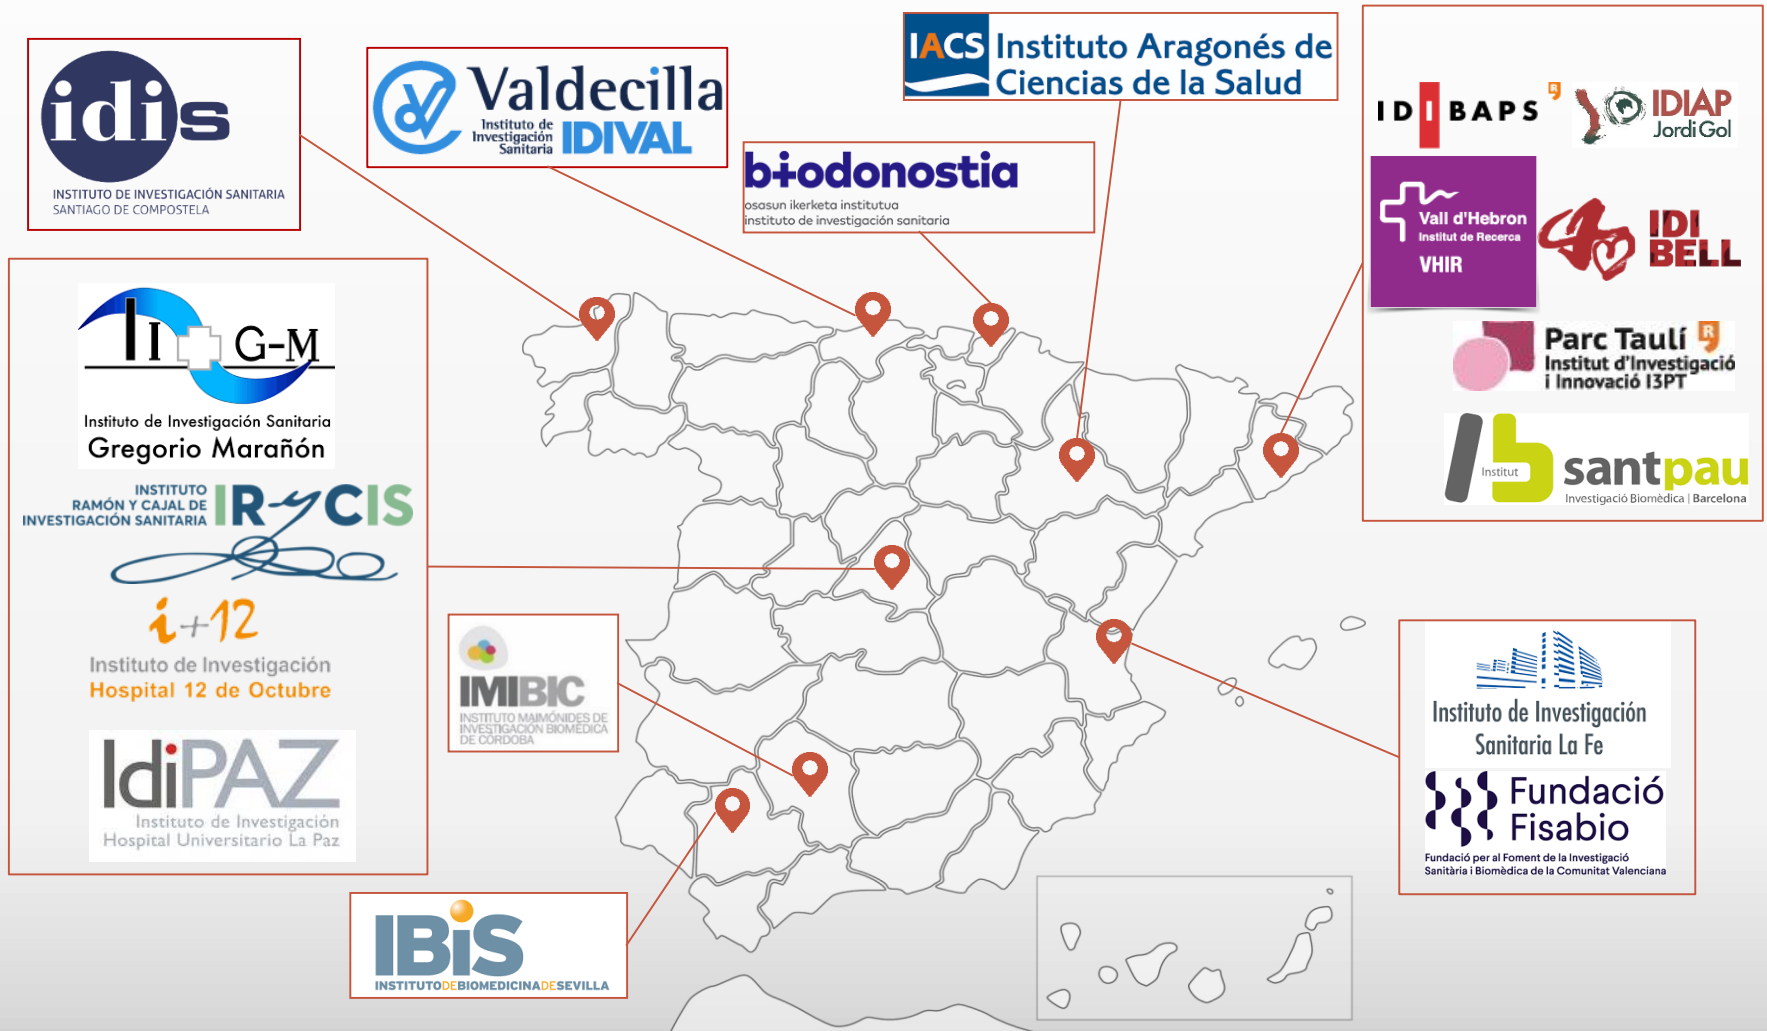 idis
INSTITUTO DE INVESTIGACIÓN SANITARIA
SANTIAGO DE COMPOSTELA
Valdecilla
Instituto de
Investigación
Sanitaria
IDIVAL
IACS
Instituto Aragonés de
Ciencias de la Salud
biodonostia
osasun ikerketa institutua
instituto de investigación sanitaria
IDIBAPS
R
IDIAP
Jordi Gol
Vall d'Hebron
Institut de Recerca
VHIR
IDI
BELL
Parc Taulí
R
Institut d'Investigació
i Innovació I3PT
Institut
santpau
Investigació Biomèdica | Barcelona
II G-M
Instituto de Investigación Sanitaria
Gregorio Marañón
INSTITUTO
RAMÓN Y CAJAL DE
INVESTIGACIÓN SANITARIA
IRyCIS
i+12
Instituto de Investigación
Hospital 12 de Octubre
IdiPAZ
Instituto de Investigación
Hospital Universitario La Paz
IMIBIC
INSTITUTO MAIMÓNIDES DE
INVESTIGACIÓN BIOMÉDICA
DE CÓRDOBA
IBiS
INSTITUTODEBIOMEDICINADESEVILLA
Instituto de Investigación
Sanitaria La Fe
Fundació
Fisabio
Fundació per al Foment de la Investigació
Sanitària i Biomèdica de la Comunitat Valenciana